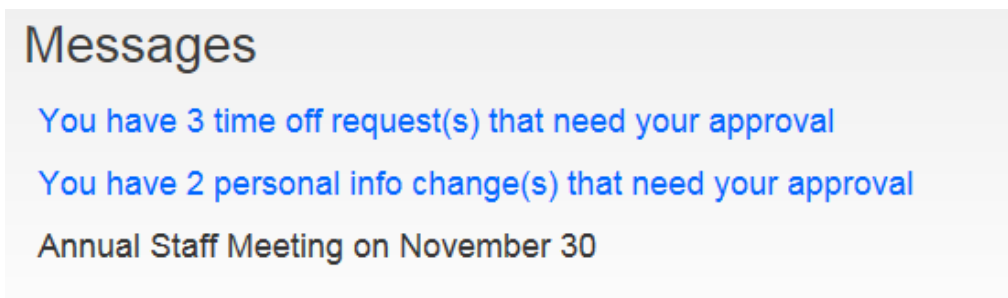 Messages
You have 3 time off request(s) that need your approval
You have 2 personal info change(s) that need your approval
Annual Staff Meeting on November 30